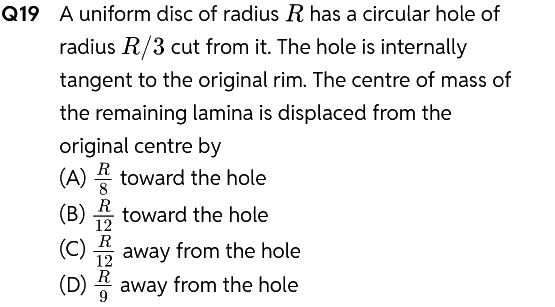 Q19 A uniform disc of radius R has a circular hole of
radius R/3 cut from it. The hole is internally
tangent to the original rim. The centre of mass of
the remaining lamina is displaced from the
original centre by
(A) R/8 toward the hole
(B) R/12 toward the hole
(C) R/12 away from the hole
(D) R/9 away from the hole